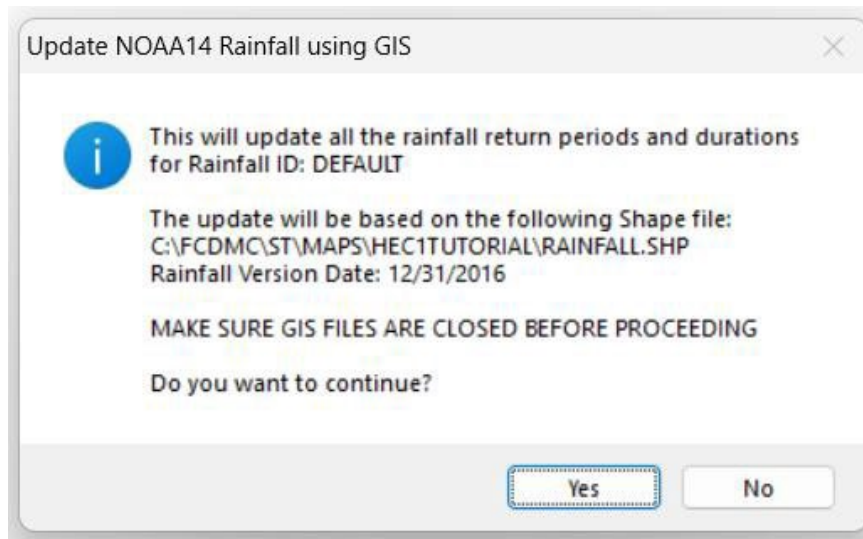 Update NOAA14 Rainfall using GIS
This will update all the rainfall return periods and durations
for Rainfall ID: DEFAULT
The update will be based on the following Shape file:
C:\FCDMC\ST\MAPS\HEC1TUTORIAL\RAINFALL.SHP
Rainfall Version Date: 12/31/2016
MAKE SURE GIS FILES ARE CLOSED BEFORE PROCEEDING
Do you want to continue?
Yes
No